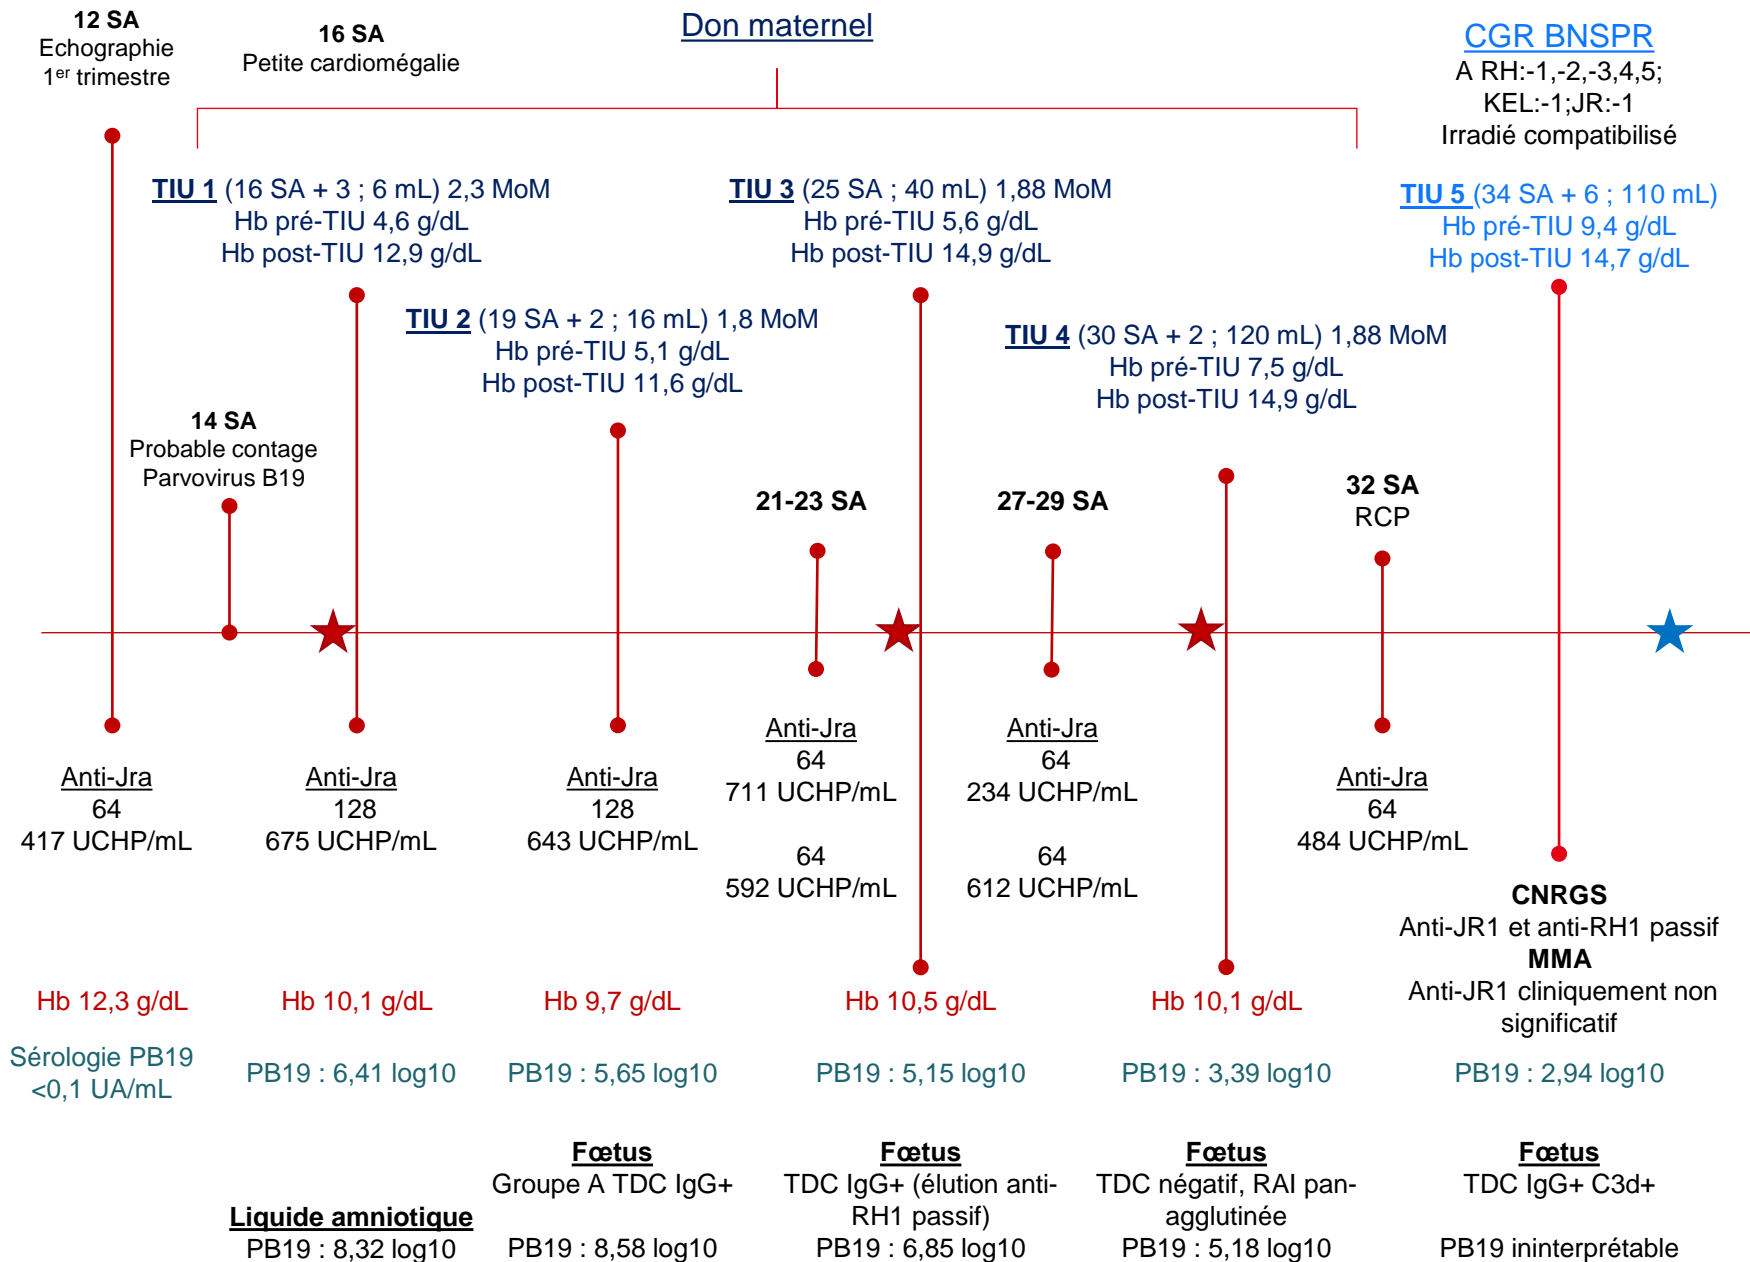 12 SA
Echographie
1er trimestre
16 SA
Petite cardiomégalie
Don maternel
CGR BNSPR
A RH:-1,-2,-3,4,5;
KEL:-1;JR:-1
Irradié compatibilisé
TIU 1 (16 SA + 3 ; 6 mL) 2,3 MoM
Hb pré-TIU 4,6 g/dL
Hb post-TIU 12,9 g/dL
TIU 3 (25 SA ; 40 mL) 1,88 MoM
Hb pré-TIU 5,6 g/dL
Hb post-TIU 14,9 g/dL
TIU 5 (34 SA + 6 ; 110 mL)
Hb pré-TIU 9,4 g/dL
Hb post-TIU 14,7 g/dL
TIU 2 (19 SA + 2 ; 16 mL) 1,8 MoM
Hb pré-TIU 5,1 g/dL
Hb post-TIU 11,6 g/dL
TIU 4 (30 SA + 2 ; 120 mL) 1,88 MoM
Hb pré-TIU 7,5 g/dL
Hb post-TIU 14,9 g/dL
14 SA
Probable contage
Parvovirus B19
21-23 SA
27-29 SA
32 SA
RCP
Anti-Jra
64
417 UCHP/mL
Anti-Jra
128
675 UCHP/mL
Anti-Jra
128
643 UCHP/mL
Anti-Jra
64
711 UCHP/mL
64
592 UCHP/mL
Anti-Jra
64
234 UCHP/mL
64
612 UCHP/mL
Anti-Jra
64
484 UCHP/mL
CNRGS
Anti-JR1 et anti-RH1 passif
MMA
Anti-JR1 cliniquement non
significatif
Hb 12,3 g/dL
Hb 10,1 g/dL
Hb 9,7 g/dL
Hb 10,5 g/dL
Hb 10,1 g/dL
Sérologie PB19
<0,1 UA/mL
PB19 : 6,41 log10
PB19 : 5,65 log10
PB19 : 5,15 log10
PB19 : 3,39 log10
PB19 : 2,94 log10
Liquide amniotique
PB19 : 8,32 log10
Fœtus
Groupe A TDC IgG+
PB19 : 8,58 log10
Fœtus
TDC IgG+ (élution anti-
RH1 passif)
PB19 : 6,85 log10
Fœtus
TDC négatif, RAI pan-
agglutinée
PB19 : 5,18 log10
Fœtus
TDC IgG+ C3d+
PB19 ininterprétable